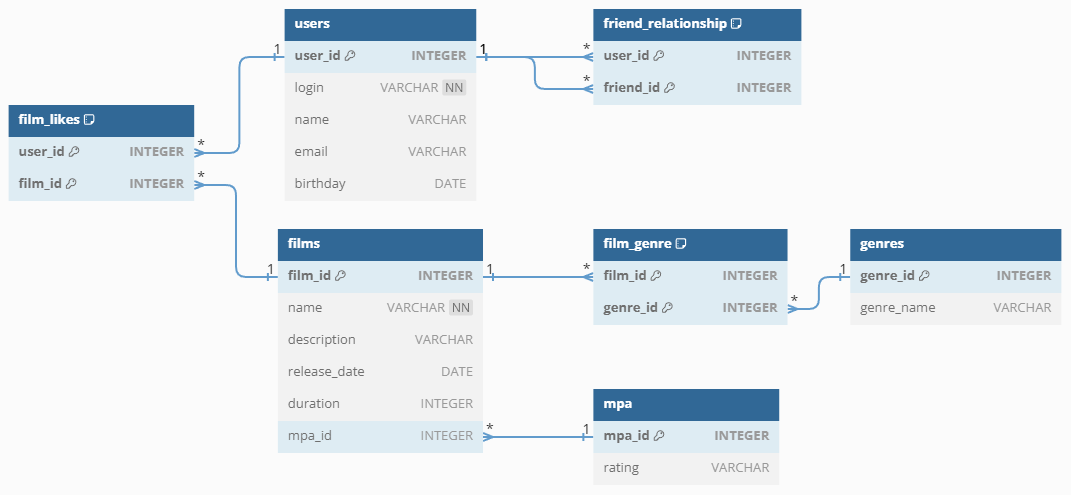 users
user_id INTEGER
login VARCHAR NN
name VARCHAR
email VARCHAR
birthday DATE
friend_relationship
user_id INTEGER
friend_id INTEGER
film_likes
user_id INTEGER
film_id INTEGER
films
film_id INTEGER
name VARCHAR NN
description VARCHAR
release_date DATE
duration INTEGER
mpa_id INTEGER
film_genre
film_id INTEGER
genre_id INTEGER
genres
genre_id INTEGER
genre_name VARCHAR
mpa
mpa_id INTEGER
rating VARCHAR
1
1
*
*
*
*
1
1
*
*
1
*
1